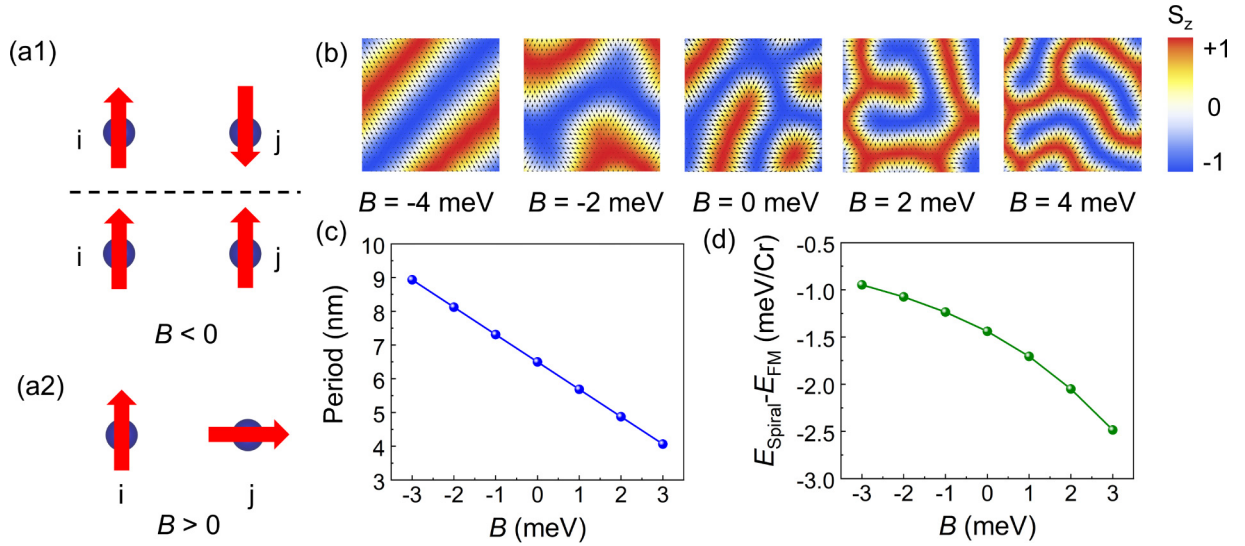 (a1)
i
j
i
j
B < 0
(a2)
i
j
B > 0
(b)
B = -4 meV
B = -2 meV
B = 0 meV
B = 2 meV
B = 4 meV
S_z
+1
0
-1
(c)
10
9
8
7
6
5
4
3
Period (nm)
-3 -2 -1 0 1 2 3
B (meV)
(d)
-0.5
-1.0
-1.5
-2.0
-2.5
-3.0
E_Spiral-E_FM (meV/Cr)
-3 -2 -1 0 1 2 3
B (meV)